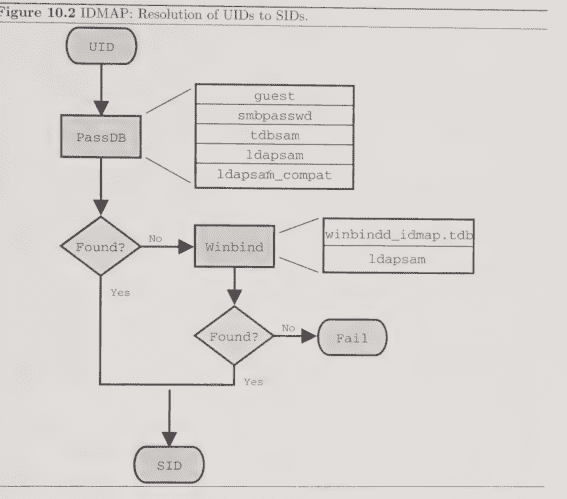 Figure 10.2 IDMAP: Resolution of UIDs to SIDs.
UID
PassDB
guest
smbpasswd
tdbsam
ldapsam
ldapsam_compat
Found?
No
Winbind
winbindd_idmap.tdb
ldapsam
Yes
Found?
No
Fail
Yes
SID